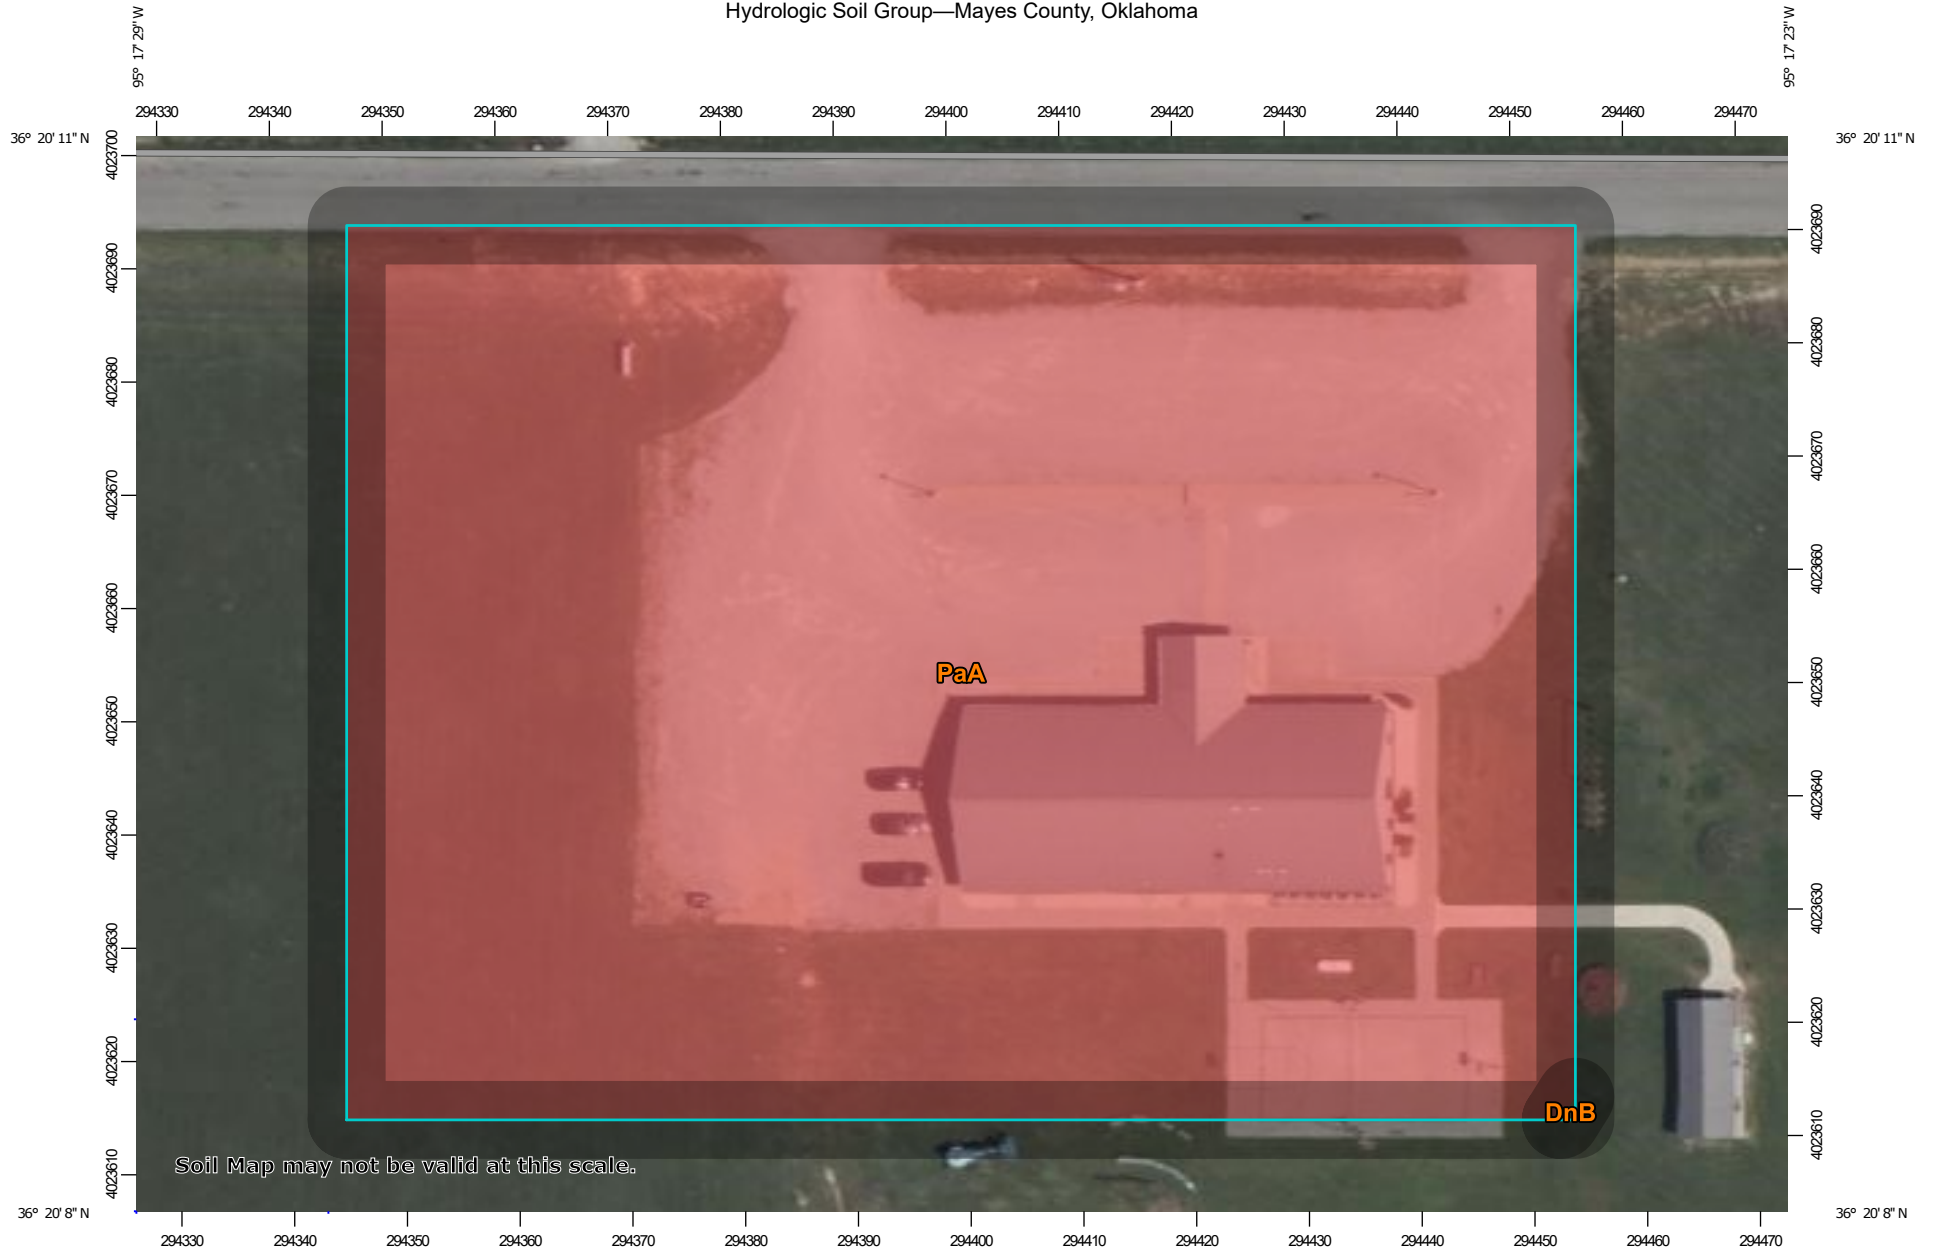 Hydrologic Soil Group—Mayes County, Oklahoma
95° 17' 29" W
95° 17' 23" W
294330 294340 294350 294360 294370 294380 294390 294400 294410 294420 294430 294440 294450 294460 294470
36° 20' 11" N
36° 20' 11" N
4023700
4023690
4023680
4023670
4023660
4023650
4023640
4023630
4023620
4023610
4023690
4023680
4023670
4023660
4023650
4023640
4023630
4023620
4023610
PaA
DnB
Soil Map may not be valid at this scale.
36° 20' 8" N
36° 20' 8" N
294330 294340 294350 294360 294370 294380 294390 294400 294410 294420 294430 294440 294450 294460 294470